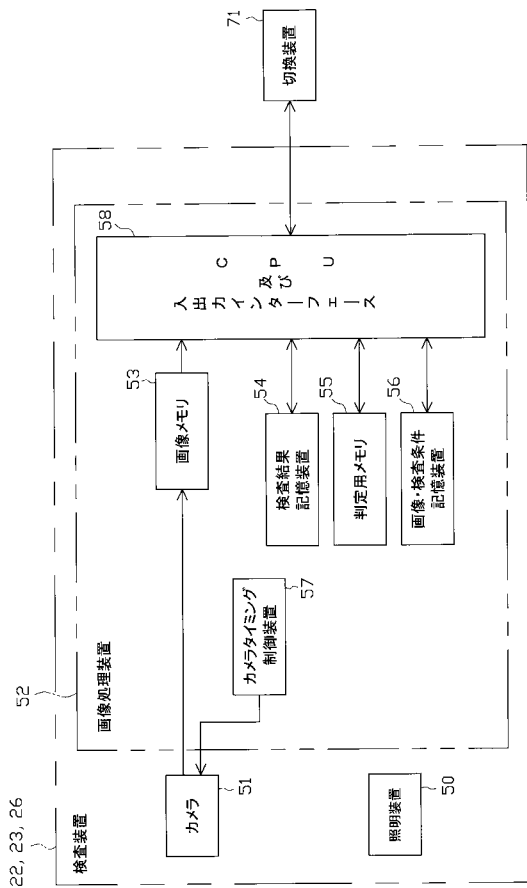 22, 23, 26
検査装置
52
画像処理装置
カメラ
51
照明装置
50
カメラタイミング
制御装置
57
画像メモリ
53
検査結果
記憶装置
54
判定用メモリ
55
画像・検査条件
記憶装置
56
58
CPU
及び
入出力インターフェース
切換装置
71